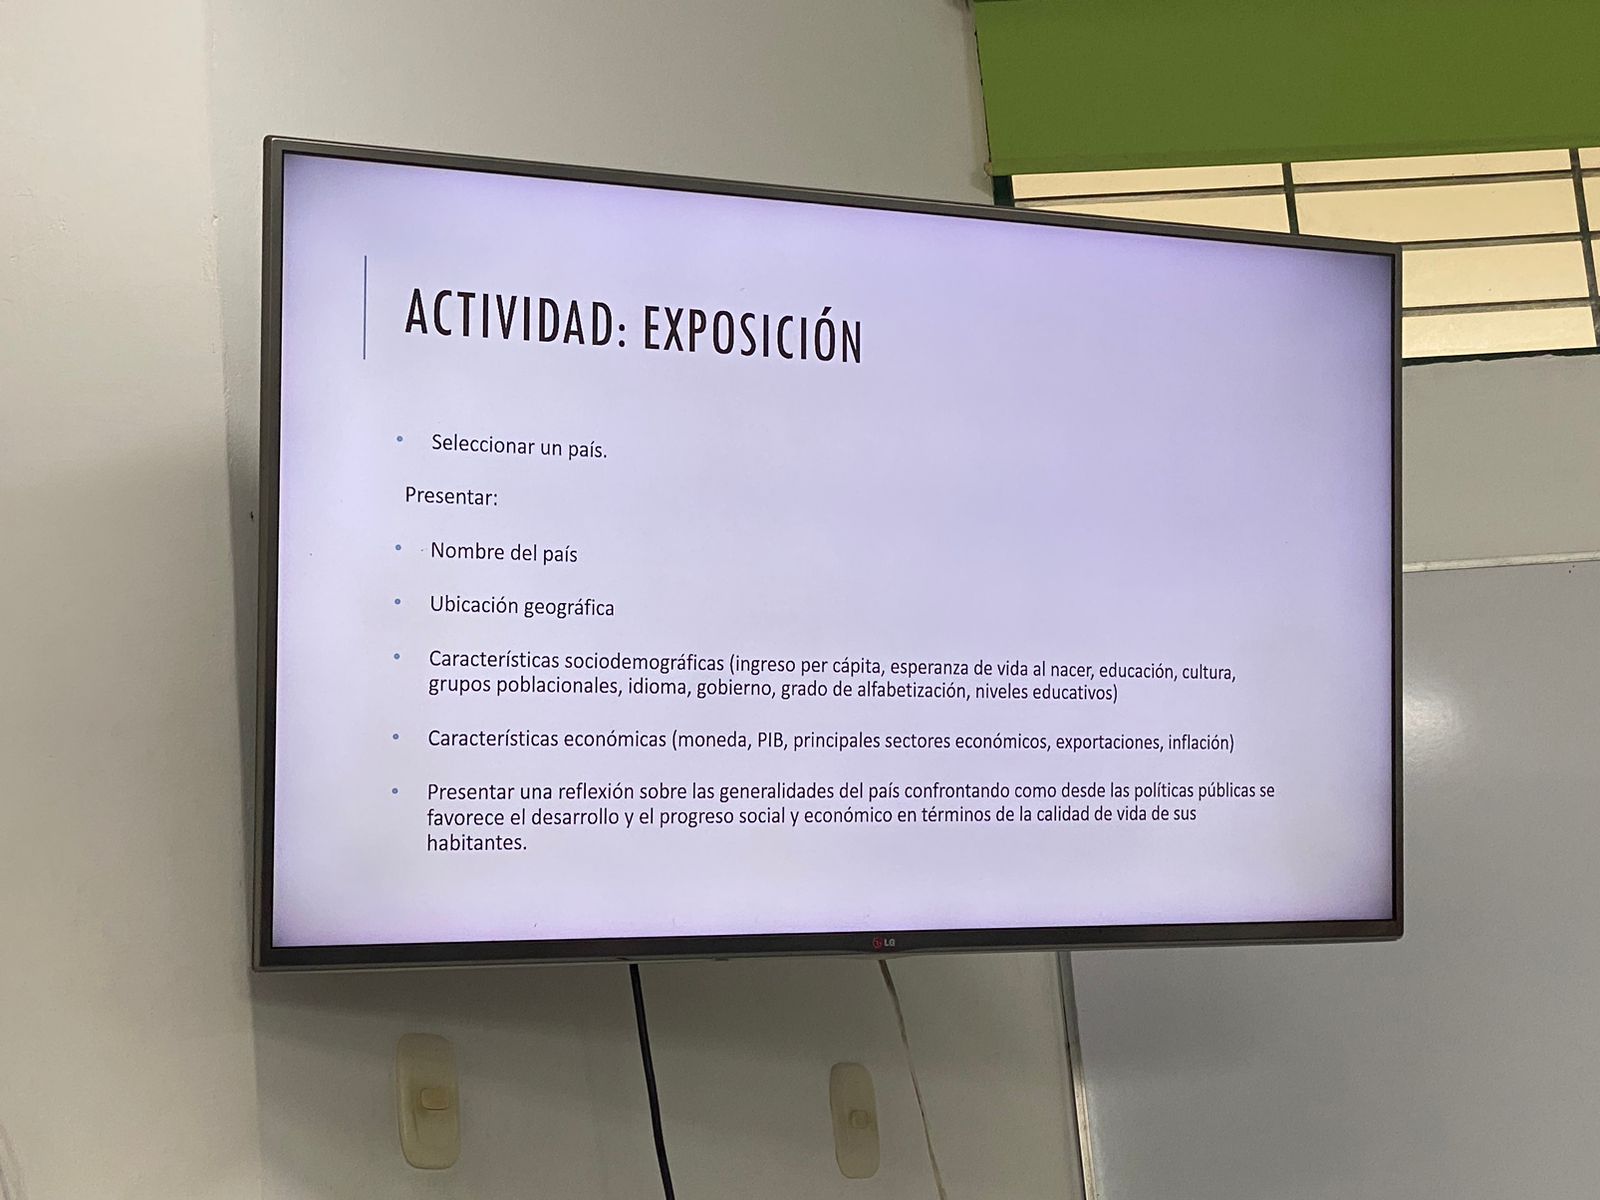 ACTIVIDAD: EXPOSICIÓN
• Seleccionar un país.
Presentar:
• Nombre del país
• Ubicación geográfica
• Características sociodemográficas (ingreso per cápita, esperanza de vida al nacer, educación, cultura,
grupos poblacionales, idioma, gobierno, grado de alfabetización, niveles educativos)
• Características económicas (moneda, PIB, principales sectores económicos, exportaciones, inflación)
• Presentar una reflexión sobre las generalidades del país confrontando como desde las políticas públicas se
favorece el desarrollo y el progreso social y económico en términos de la calidad de vida de sus
habitantes.
LG